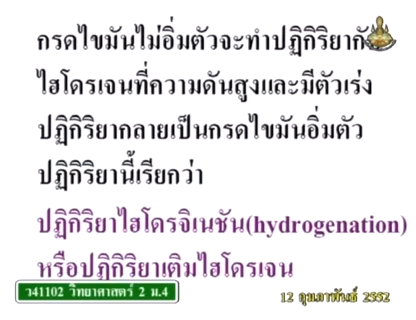 กรดไขมันไม่อิ่มตัวจะทำปฏิกิริยากับ
ไฮโดรเจนที่ความดันสูงและมีตัวเร่ง
ปฏิกิริยากลายเป็นกรดไขมันอิ่มตัว
ปฏิกิริยานี้เรียกว่า
ปฏิกิริยาไฮโดรจิเนชัน(hydrogenation)
หรือปฏิกิริยาเติมไฮโดรเจน
ว41102 วิทยาศาสตร์ 2 ม.4
12 กุมภาพันธ์ 2552